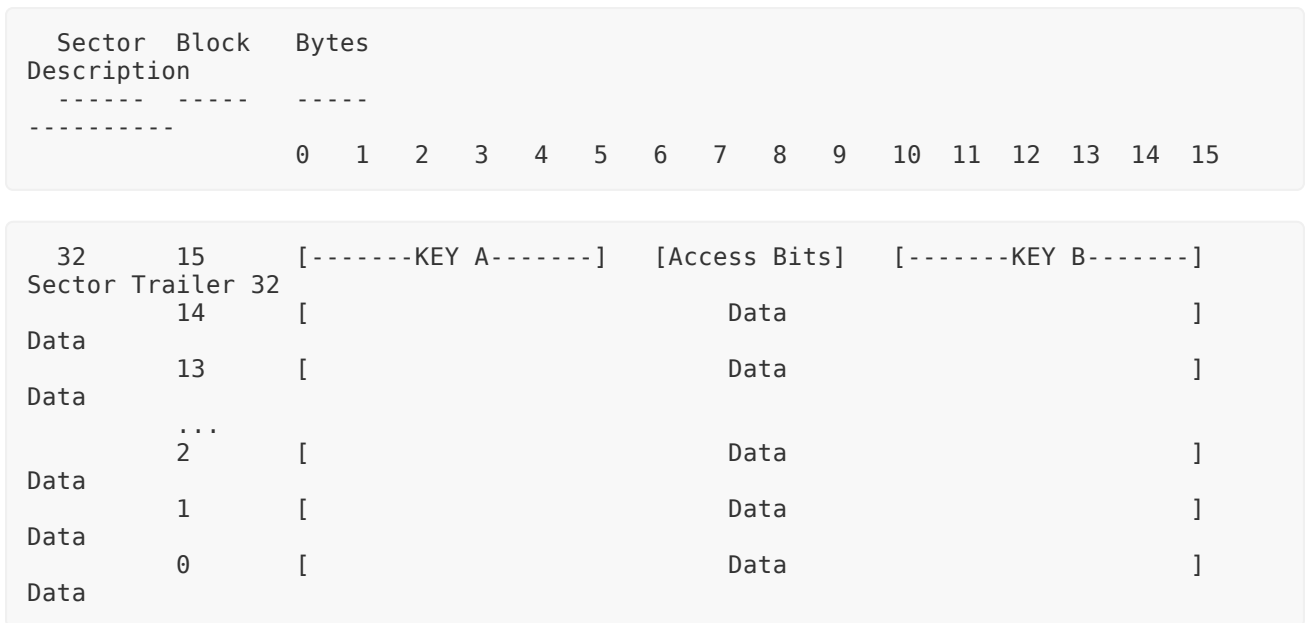 Sector  Block   Bytes
Description
  ------  -----   -----
----------
                  0   1   2   3   4   5   6   7   8   9   10  11  12  13  14  15
  32      15      [-------KEY A-------]   [Access Bits]   [-------KEY B-------]
Sector Trailer 32
          14      [                            Data                              ]
Data
          13      [                            Data                              ]
Data
          ...
          2       [                            Data                              ]
Data
          1       [                            Data                              ]
Data
          0       [                            Data                              ]
Data